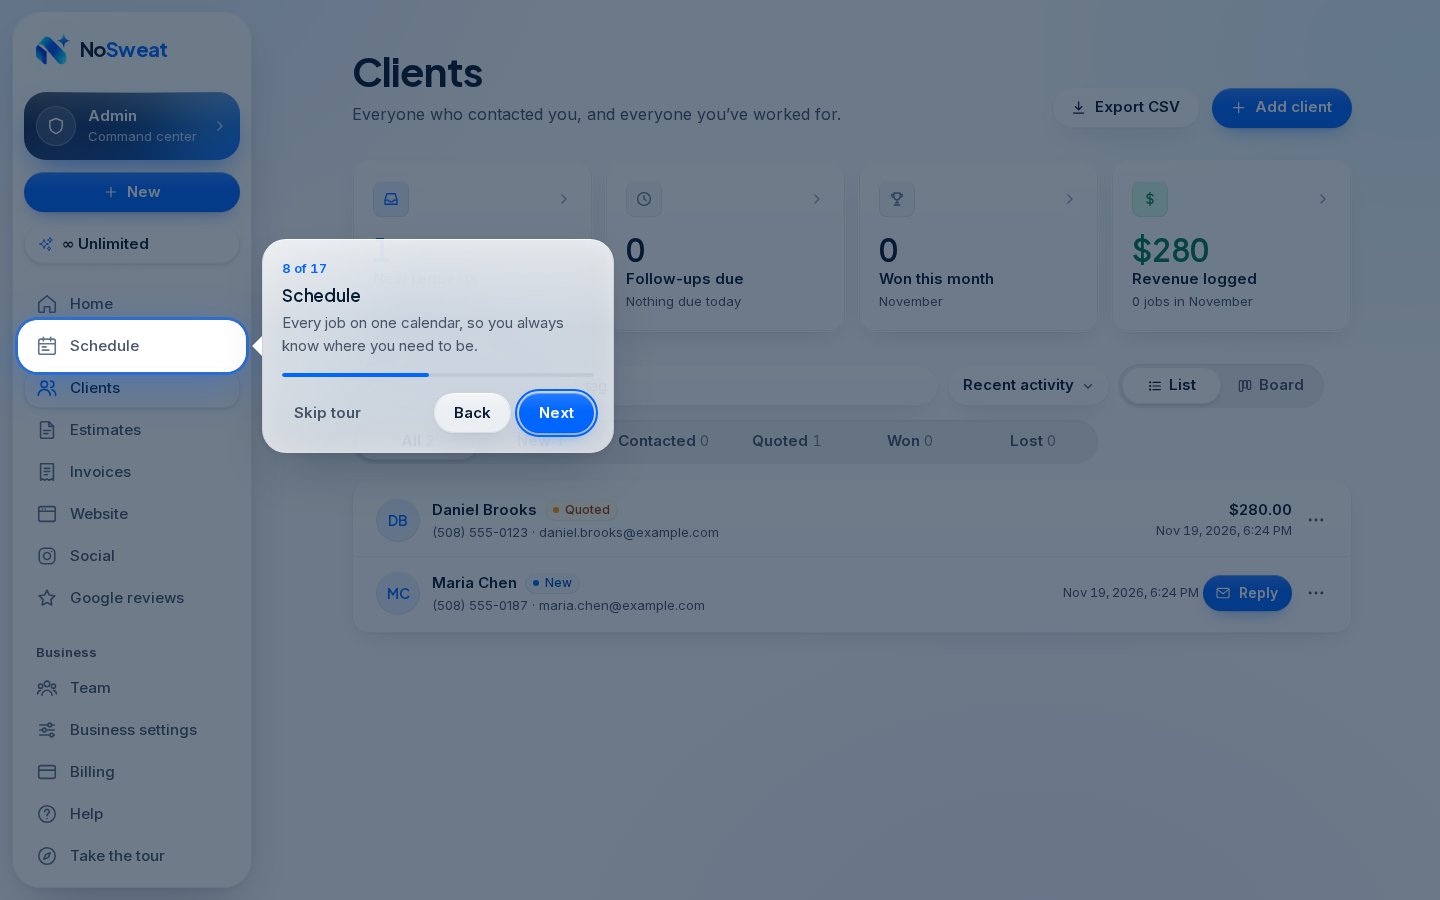 NoSweat
Admin
Command center
New
∞ Unlimited
Home
Schedule
Clients
Estimates
Invoices
Website
Social
Google reviews
Business
Team
Business settings
Billing
Help
Take the tour
Clients
Everyone who contacted you, and everyone you’ve worked for.
Export CSV
Add client
1
0
Follow-ups due
Nothing due today
0
Won this month
November
$
$280
Revenue logged
0 jobs in November
8 of 17
Schedule
Every job on one calendar, so you always
know where you need to be.
Skip tour
Back
Next
Recent activity
List
Board
All 2
New
Contacted 0
Quoted 1
Won 0
Lost 0
DB
Daniel Brooks
Quoted
(508) 555-0123 · daniel.brooks@example.com
$280.00
Nov 19, 2026, 6:24 PM
MC
Maria Chen
New
(508) 555-0187 · maria.chen@example.com
Nov 19, 2026, 6:24 PM
Reply